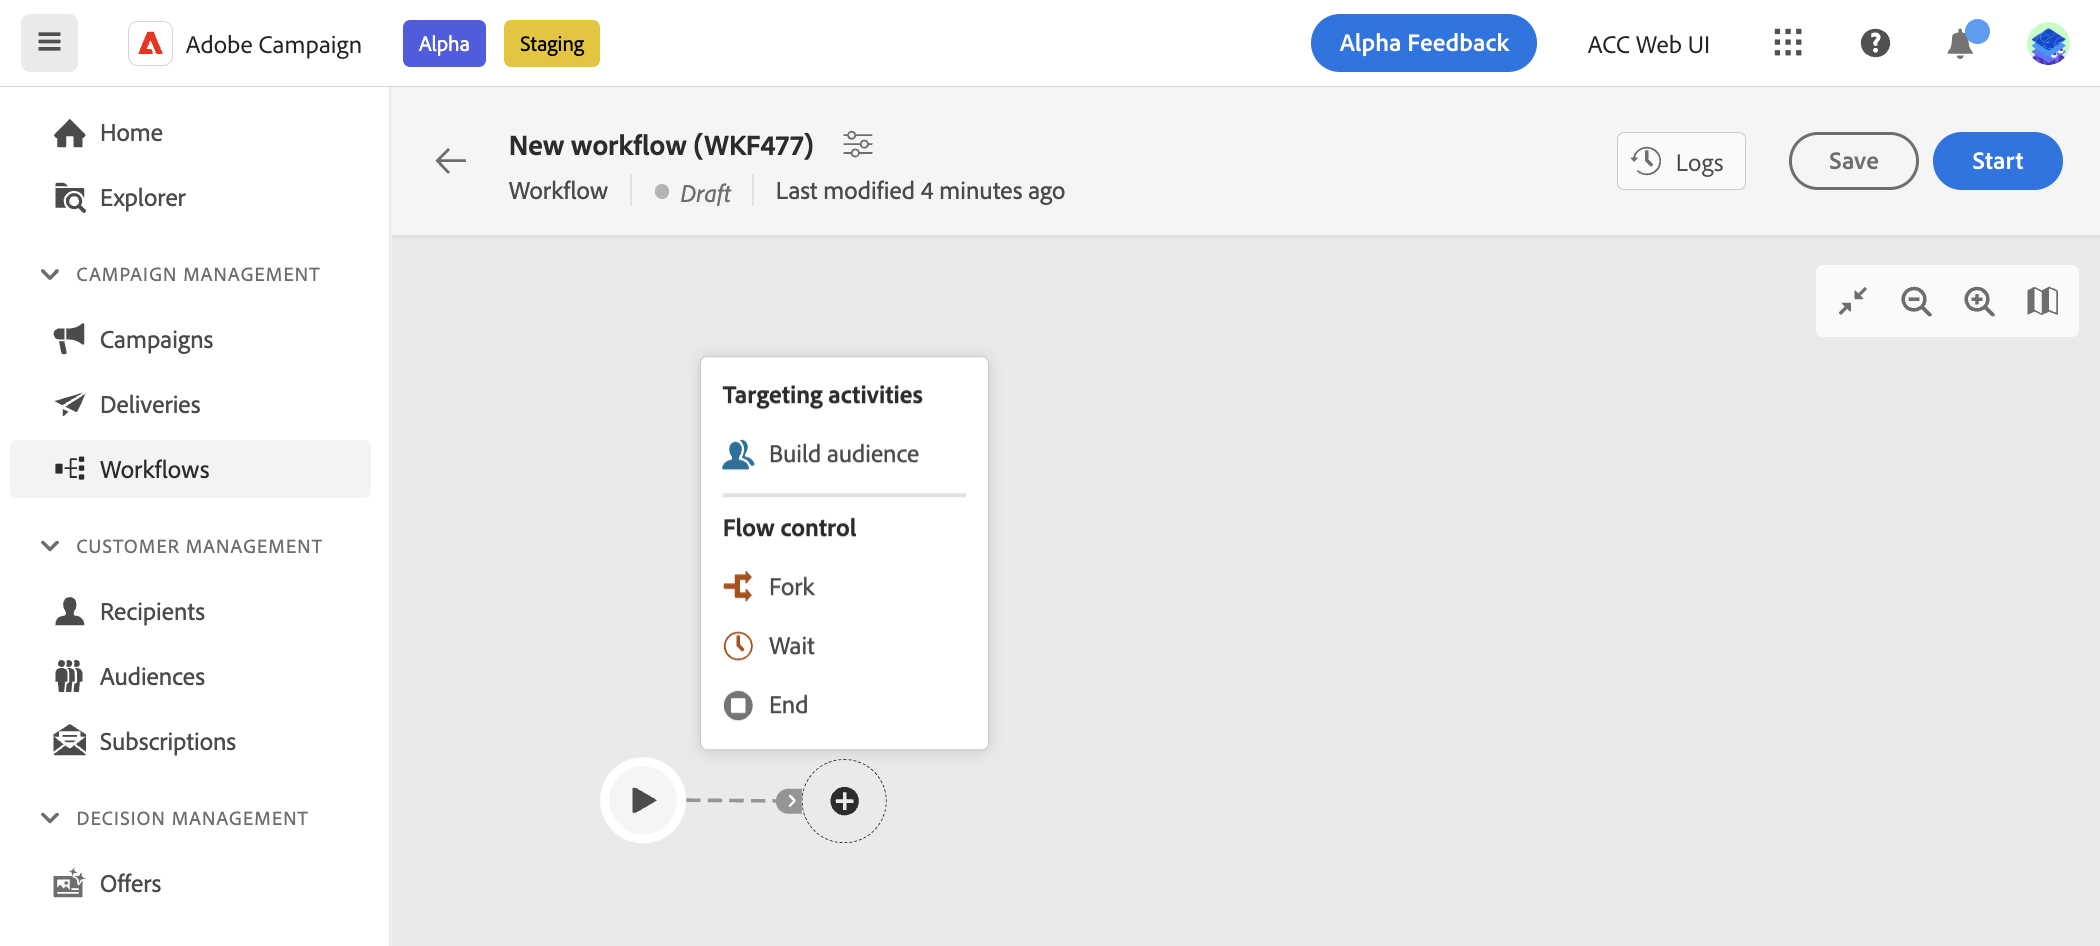 Adobe Campaign
Alpha
Staging
Alpha Feedback
ACC Web UI
Home
Explorer
CAMPAIGN MANAGEMENT
Campaigns
Deliveries
Workflows
CUSTOMER MANAGEMENT
Recipients
Audiences
Subscriptions
DECISION MANAGEMENT
Offers
New workflow (WKF477)
Workflow
Draft
Last modified 4 minutes ago
Logs
Save
Start
Targeting activities
Build audience
Flow control
Fork
Wait
End